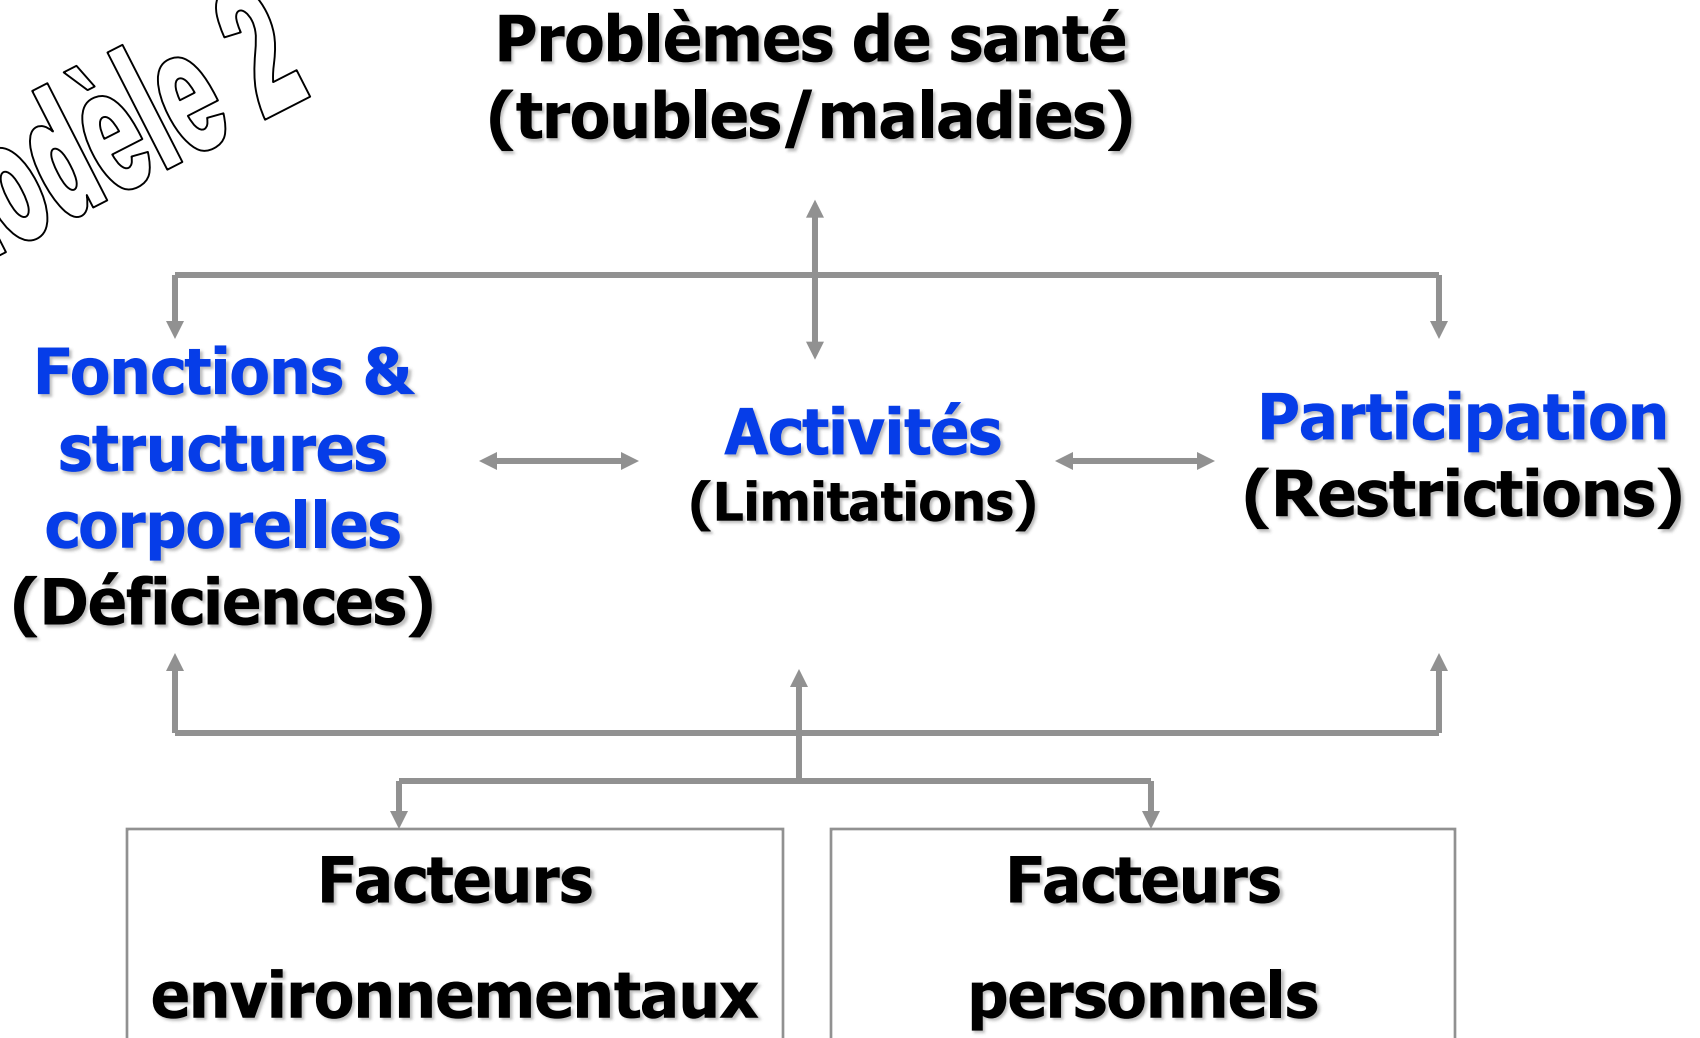 odèle 2
Problèmes de santé
(troubles/maladies)
Fonctions &
structures
corporelles
(Déficiences)
Activités
(Limitations)
Participation
(Restrictions)
Facteurs
environnementaux
Facteurs
personnels